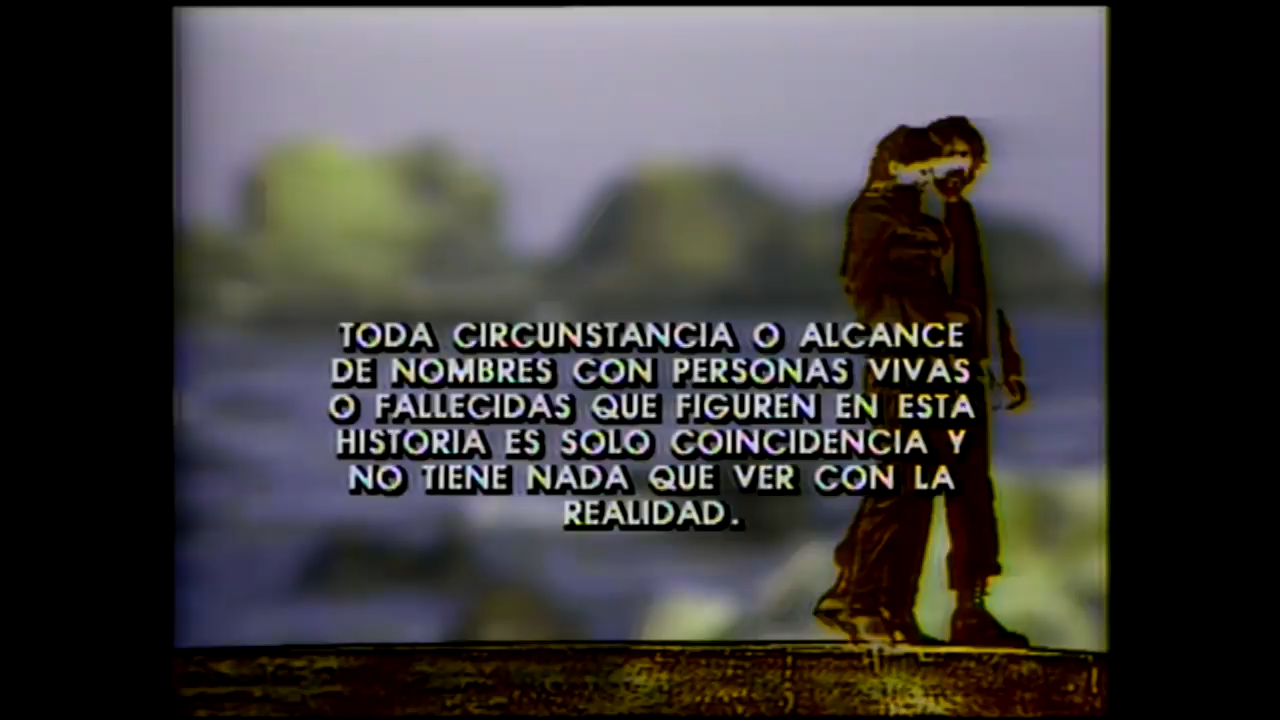 TODA CIRCUNSTANCIA O ALCANCE
DE NOMBRES CON PERSONAS VIVAS
O FALLECIDAS QUE FIGUREN EN ESTA
HISTORIA ES SOLO COINCIDENCIA Y
NO TIENE NADA QUE VER CON LA
REALIDAD.